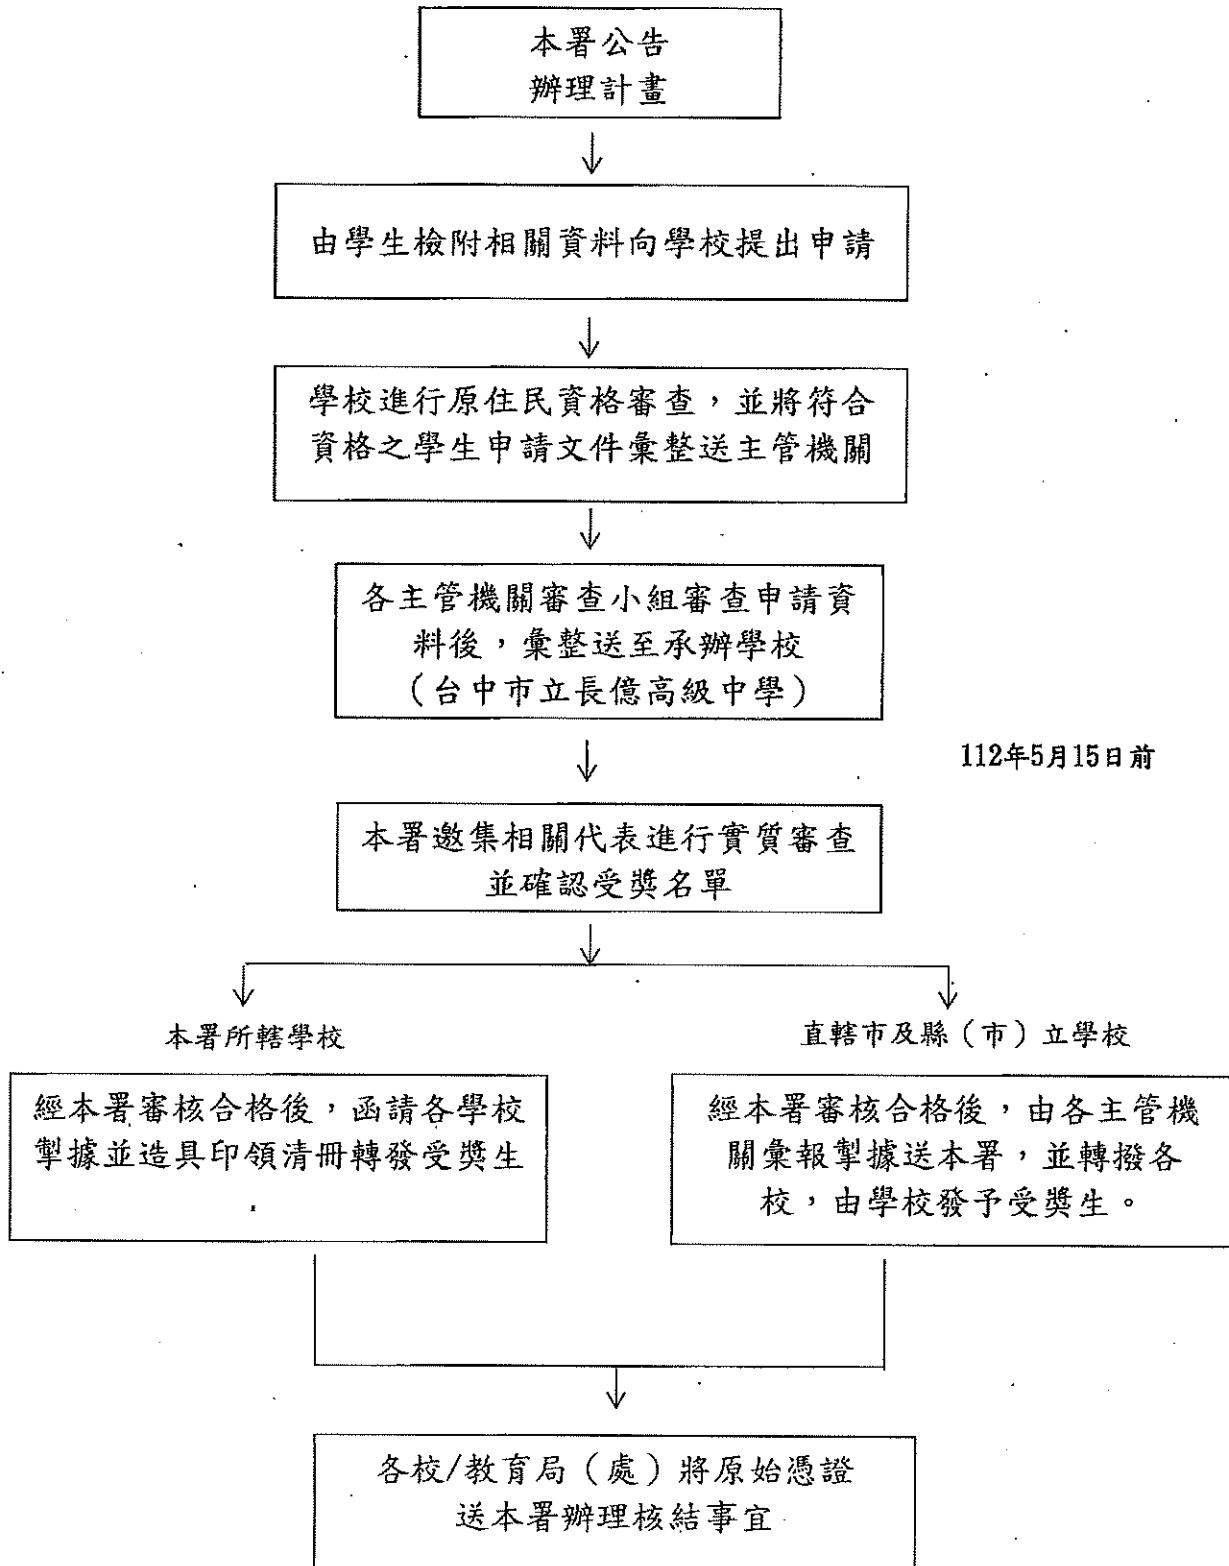 本署公告
辦理計畫
由學生檢附相關資料向學校提出申請
學校進行原住民資格審查，並將符合
資格之學生申請文件彙整送主管機關
各主管機關審查小組審查申請資
料後，彙整送至承辦學校
（台中市立長億高級中學）
112年5月15日前
本署邀集相關代表進行實質審查
並確認受獎名單
本署所轄學校
經本署審核合格後，函請各學校
掣據並造具印領清冊轉發受獎生
直轄市及縣（市）立學校
經本署審核合格後，由各主管機
關彙報掣據送本署，並轉撥各
校，由學校發予受獎生。
各校/教育局（處）將原始憑證
送本署辦理核結事宜